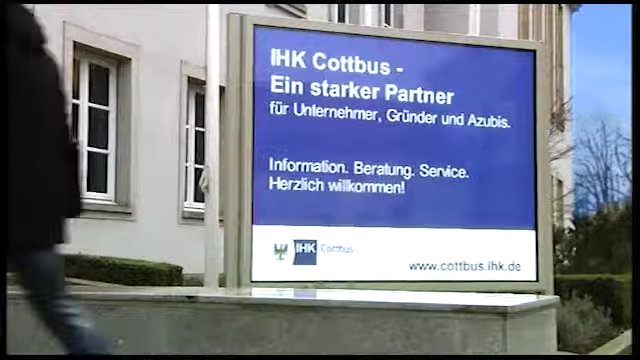 IHK Cottbus -
Ein starker Partner
für Unternehmer, Gründer und Azubis.
Information. Beratung. Service.
Herzlich willkommen!
IHK Cottbus
www.cottbus.ihk.de